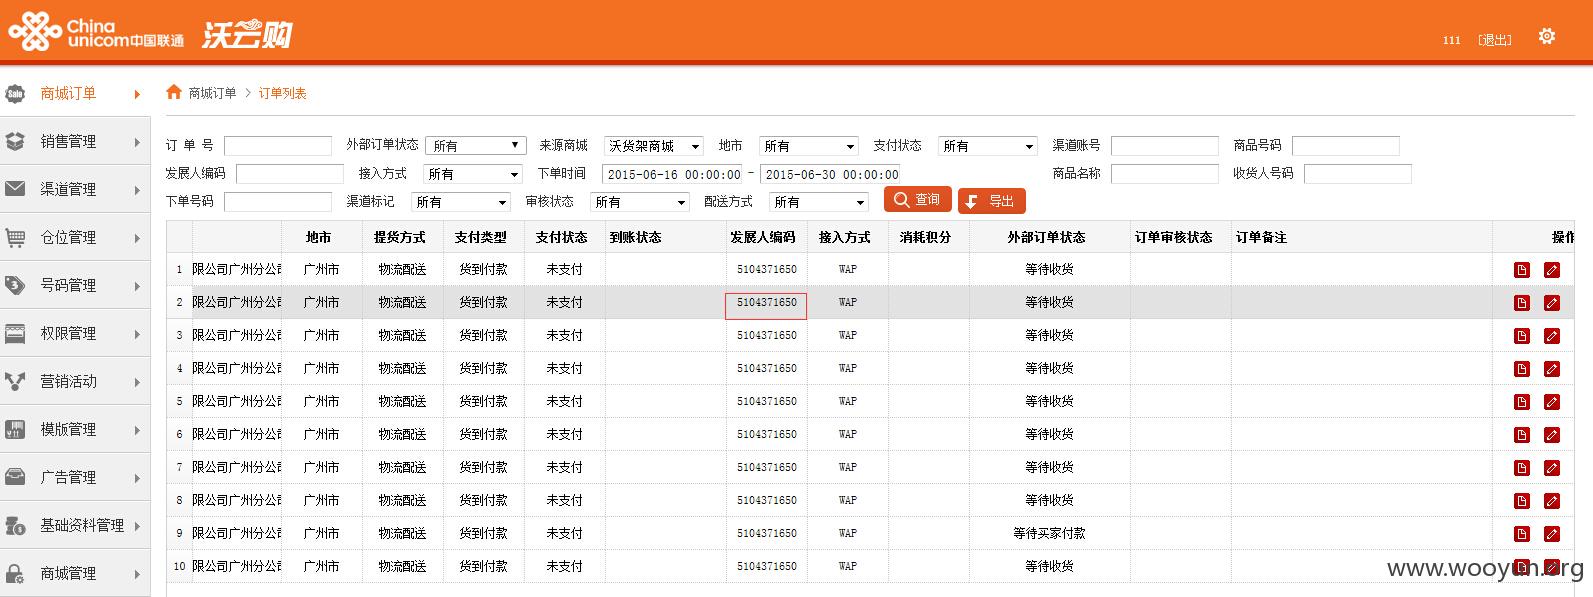 China unicom中国联通 沃云购
111 [退出]
商城订单
销售管理
渠道管理
仓位管理
号码管理
权限管理
营销活动
模版管理
广告管理
基础资料管理
商城管理
商城订单 > 订单列表
订 单 号 外部订单状态 所有 来源商城 沃货架商城 地市 所有 支付状态 所有 渠道账号 商品号码
发展人编码 接入方式 所有 下单时间 2015-06-16 00:00:00 - 2015-06-30 00:00:00 商品名称 收货人号码
下单号码 渠道标记 所有 审核状态 所有 配送方式 所有 查询 导出
地市 提货方式 支付类型 支付状态 到账状态 发展人编码 接入方式 消耗积分 外部订单状态 订单审核状态 订单备注 操作
1 限公司广州分公司 广州市 物流配送 货到付款 未支付 5104371650 WAP 等待收货
2 限公司广州分公司 广州市 物流配送 货到付款 未支付 5104371650 WAP 等待收货
3 限公司广州分公司 广州市 物流配送 货到付款 未支付 5104371650 WAP 等待收货
4 限公司广州分公司 广州市 物流配送 货到付款 未支付 5104371650 WAP 等待收货
5 限公司广州分公司 广州市 物流配送 货到付款 未支付 5104371650 WAP 等待收货
6 限公司广州分公司 广州市 物流配送 货到付款 未支付 5104371650 WAP 等待收货
7 限公司广州分公司 广州市 物流配送 货到付款 未支付 5104371650 WAP 等待收货
8 限公司广州分公司 广州市 物流配送 货到付款 未支付 5104371650 WAP 等待收货
9 限公司广州分公司 广州市 物流配送 货到付款 未支付 5104371650 WAP 等待买家付款
10 限公司广州分公司 广州市 物流配送 货到付款 未支付 5104371650 WAP 等待收货
www.wooyun.org